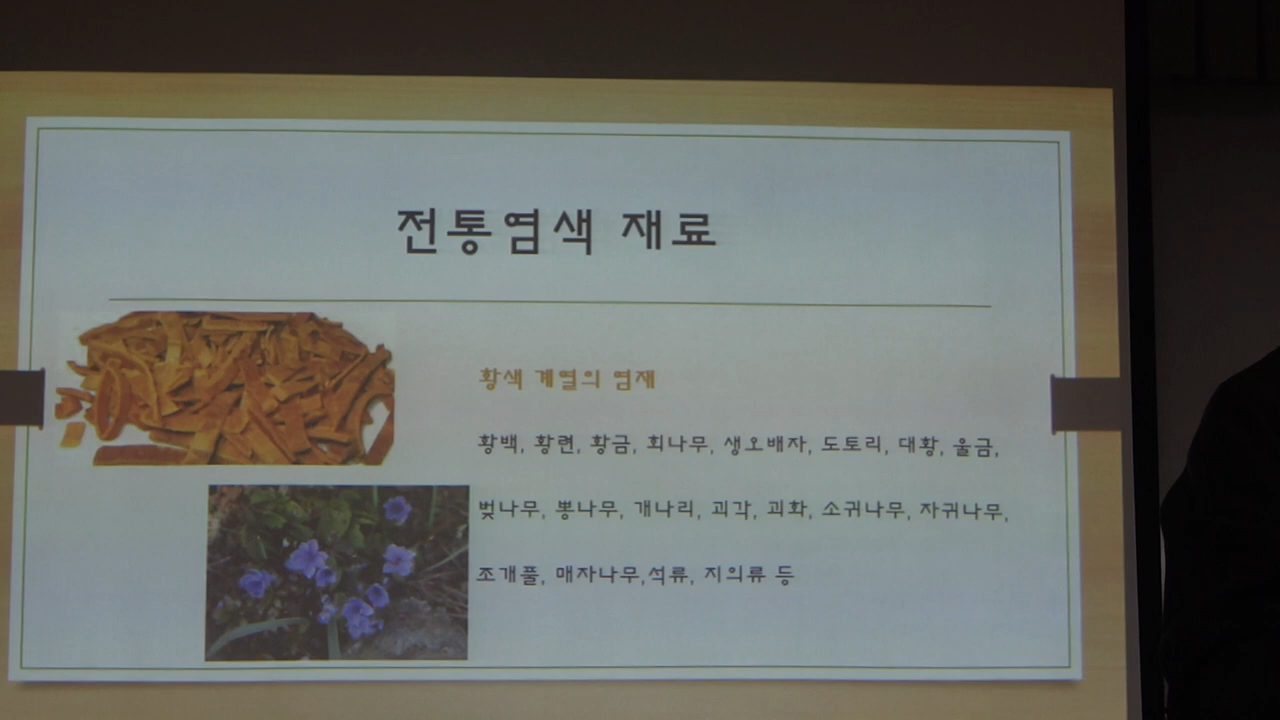 전통염색 재료
황색 계열의 염재
황백, 황련, 황금, 회나무, 생오배자, 도토리, 대황, 울금,
벚나무, 뽕나무, 개나리, 괴각, 괴화, 소귀나무, 자귀나무,
조개풀, 매자나무,석류, 지의류 등